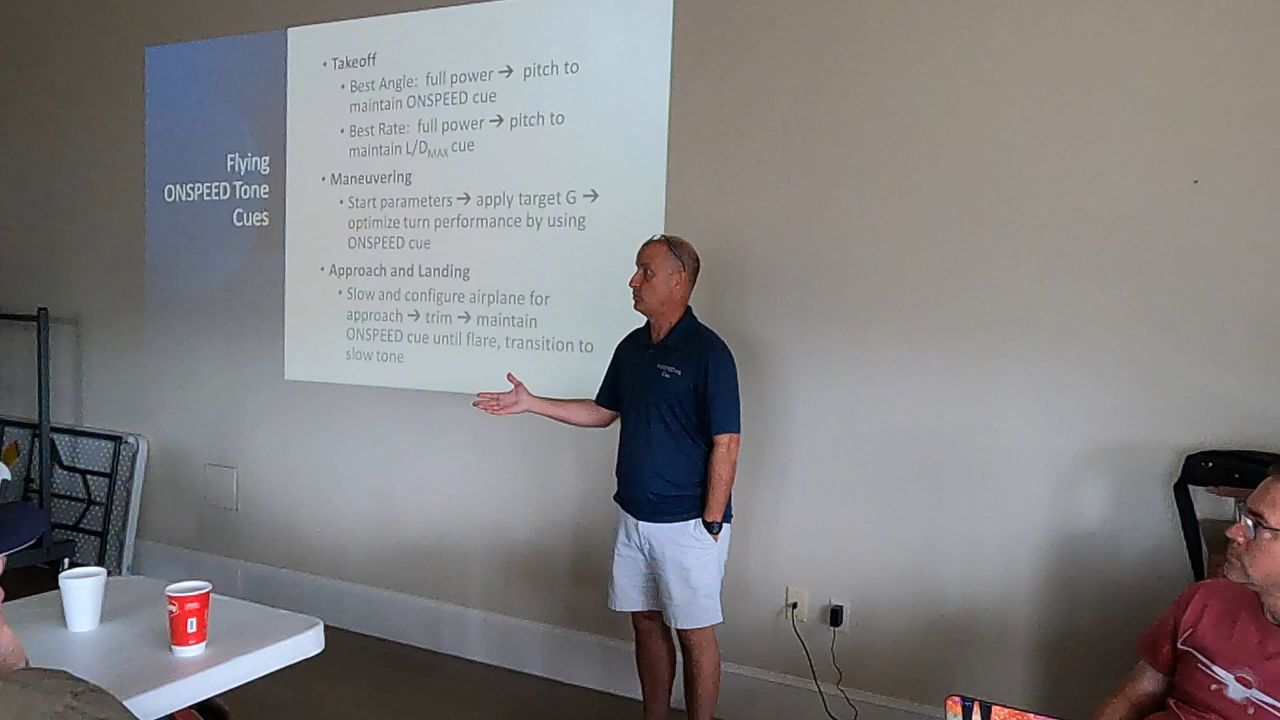 Flying
ONSPEED Tone
Cues
• Takeoff
• Best Angle: full power → pitch to
maintain ONSPEED cue
• Best Rate: full power → pitch to
maintain L/DMAX cue
• Maneuvering
• Start parameters → apply target G →
optimize turn performance by using
ONSPEED cue
• Approach and Landing
• Slow and configure airplane for
approach → trim → maintain
ONSPEED cue until flare, transition to
slow tone